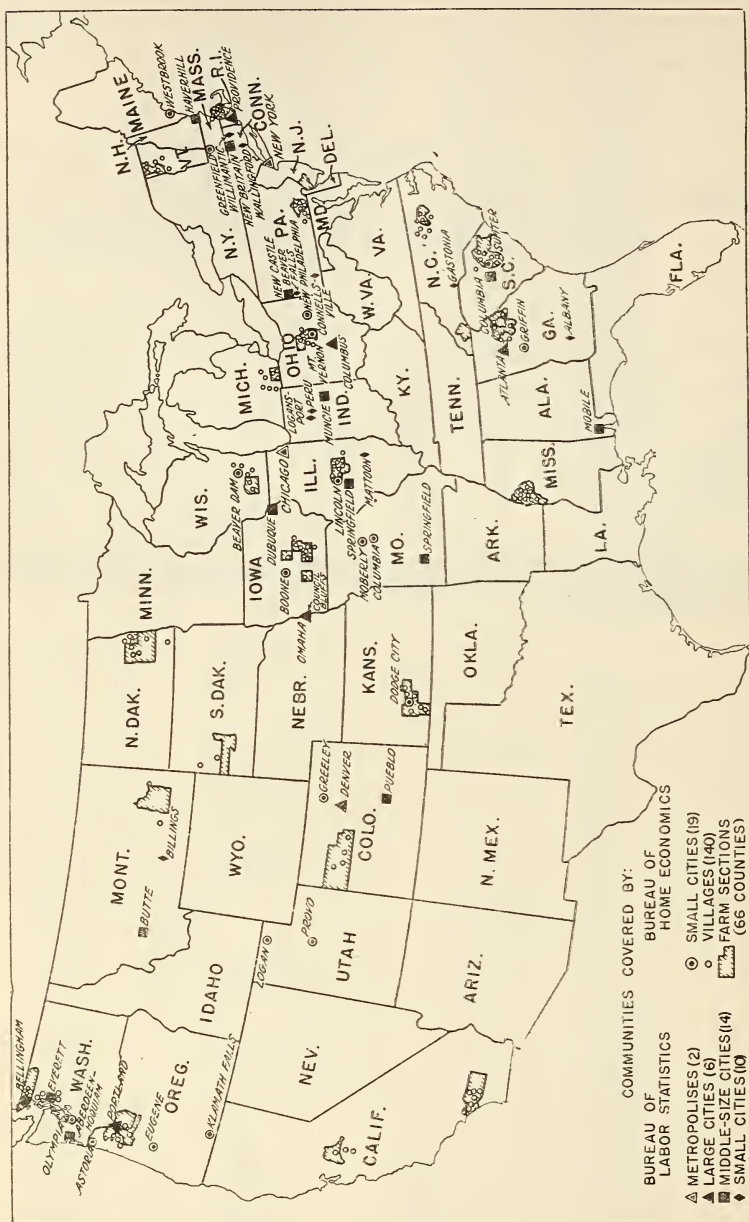 WASH.
BELLINGHAM
EVERETT
OLYMPIA
ABERDEEN-
HOQUIAM
ASTORIA
PORTLAND
OREG.
EUGENE
KLAMATH FALLS
CALIF.
NEV.
IDAHO
MONT.
BUTTE
BILLINGS
WYO.
UTAH
LOGAN
PROVO
ARIZ.
COLO.
GREELEY
DENVER
PUEBLO
N. MEX.
N. DAK.
S. DAK.
NEBR.
OMAHA
KANS.
DODGE CITY
OKLA.
TEX.
MINN.
IOWA
DUBUQUE
BOONE
COUNCIL
BLUFFS
MO.
MOBERLY
COLUMBIA
SPRINGFIELD
ARK.
LA.
WIS.
BEAVER DAM
ILL.
CHICAGO
LINCOLN
SPRINGFIELD
MATTOON
MICH.
IND.
LOGANS-
PORT
PERU
MUNCIE
OHIO
MT.
VERNON
COLUMBUS
NEW PHILADELPHIA
KY.
TENN.
MISS.
ALA.
MOBILE
GA.
ATLANTA
GRIFFIN
ALBANY
FLA.
S.C.
COLUMBIA
SUMTER
N.C.
GASTONIA
VA.
W.VA.
MD.
DEL.
PA.
NEW CASTLE
BEAVER
FALLS
CONNELLS-
VILLE
N.J.
N.Y.
NEW YORK
CONN.
WALLINGFORD
NEW BRITAIN
WILLIMANTIC
GREENFIELD
R.I.
PROVIDENCE
MASS.
HAVERHILL
VT.
N.H.
MAINE
WESTBROOK
COMMUNITIES COVERED BY:
BUREAU OF
LABOR STATISTICS
METROPOLISES (2)
LARGE CITIES (6)
MIDDLE-SIZE CITIES (14)
SMALL CITIES (10)
BUREAU OF
HOME ECONOMICS
SMALL CITIES (19)
VILLAGES (140)
FARM SECTIONS
(66 COUNTIES)